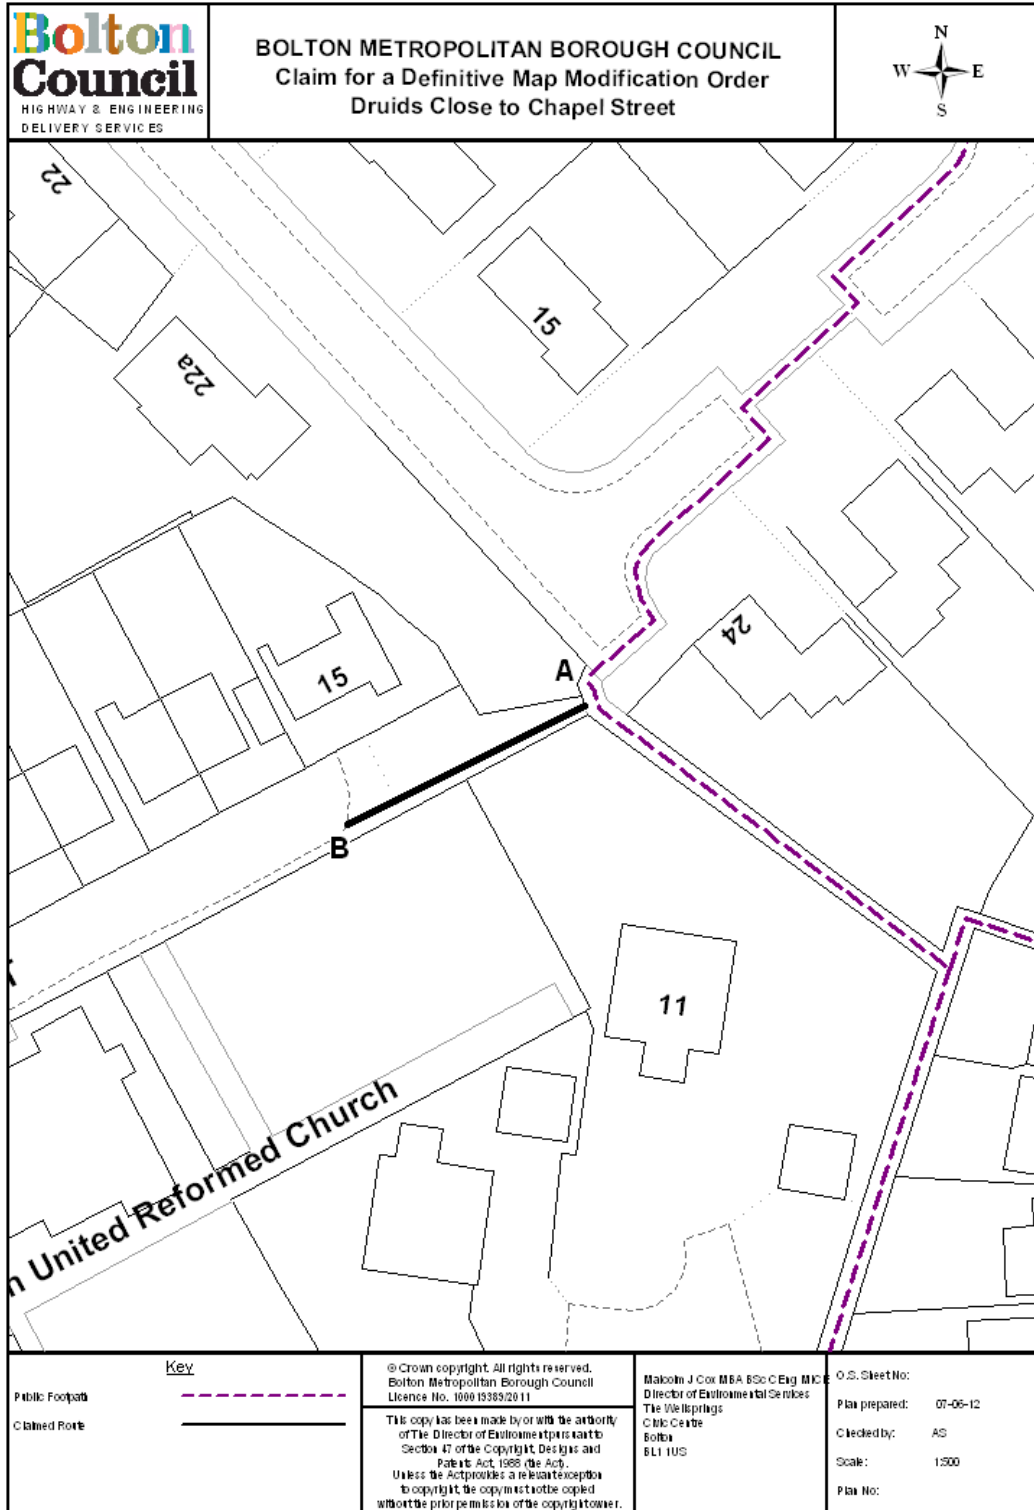 Bolton
Council
HIGHWAY & ENGINEERING
DELIVERY SERVICES
BOLTON METROPOLITAN BOROUGH COUNCIL
Claim for a Definitive Map Modification Order
Druids Close to Chapel Street
N
W E
S
22
15
22a
24
A
15
B
11
n United Reformed Church
Key
Public Footpath
Claimed Route
© Crown copyright. All rights reserved.
Bolton Metropolitan Borough Council
Licence No. 100019389/2011
This copy has been made by or with the authority
of The Director of Environment pursuant to
Section 47 of the Copyright, Designs and
Patents Act, 1988 (the Act).
Unless the Act provides a relevant exception
to copyright, the copy must not be copied
without the prior permission of the copyright owner.
Malcolm J Cox MBA BSc C Eng MIC E
Director of Environmental Services
The Wellsprings
Civic Centre
Bolton
BL1 1US
O.S. Sheet No:
Plan prepared: 07-06-12
Checked by: AS
Scale: 1:500
Plan No: